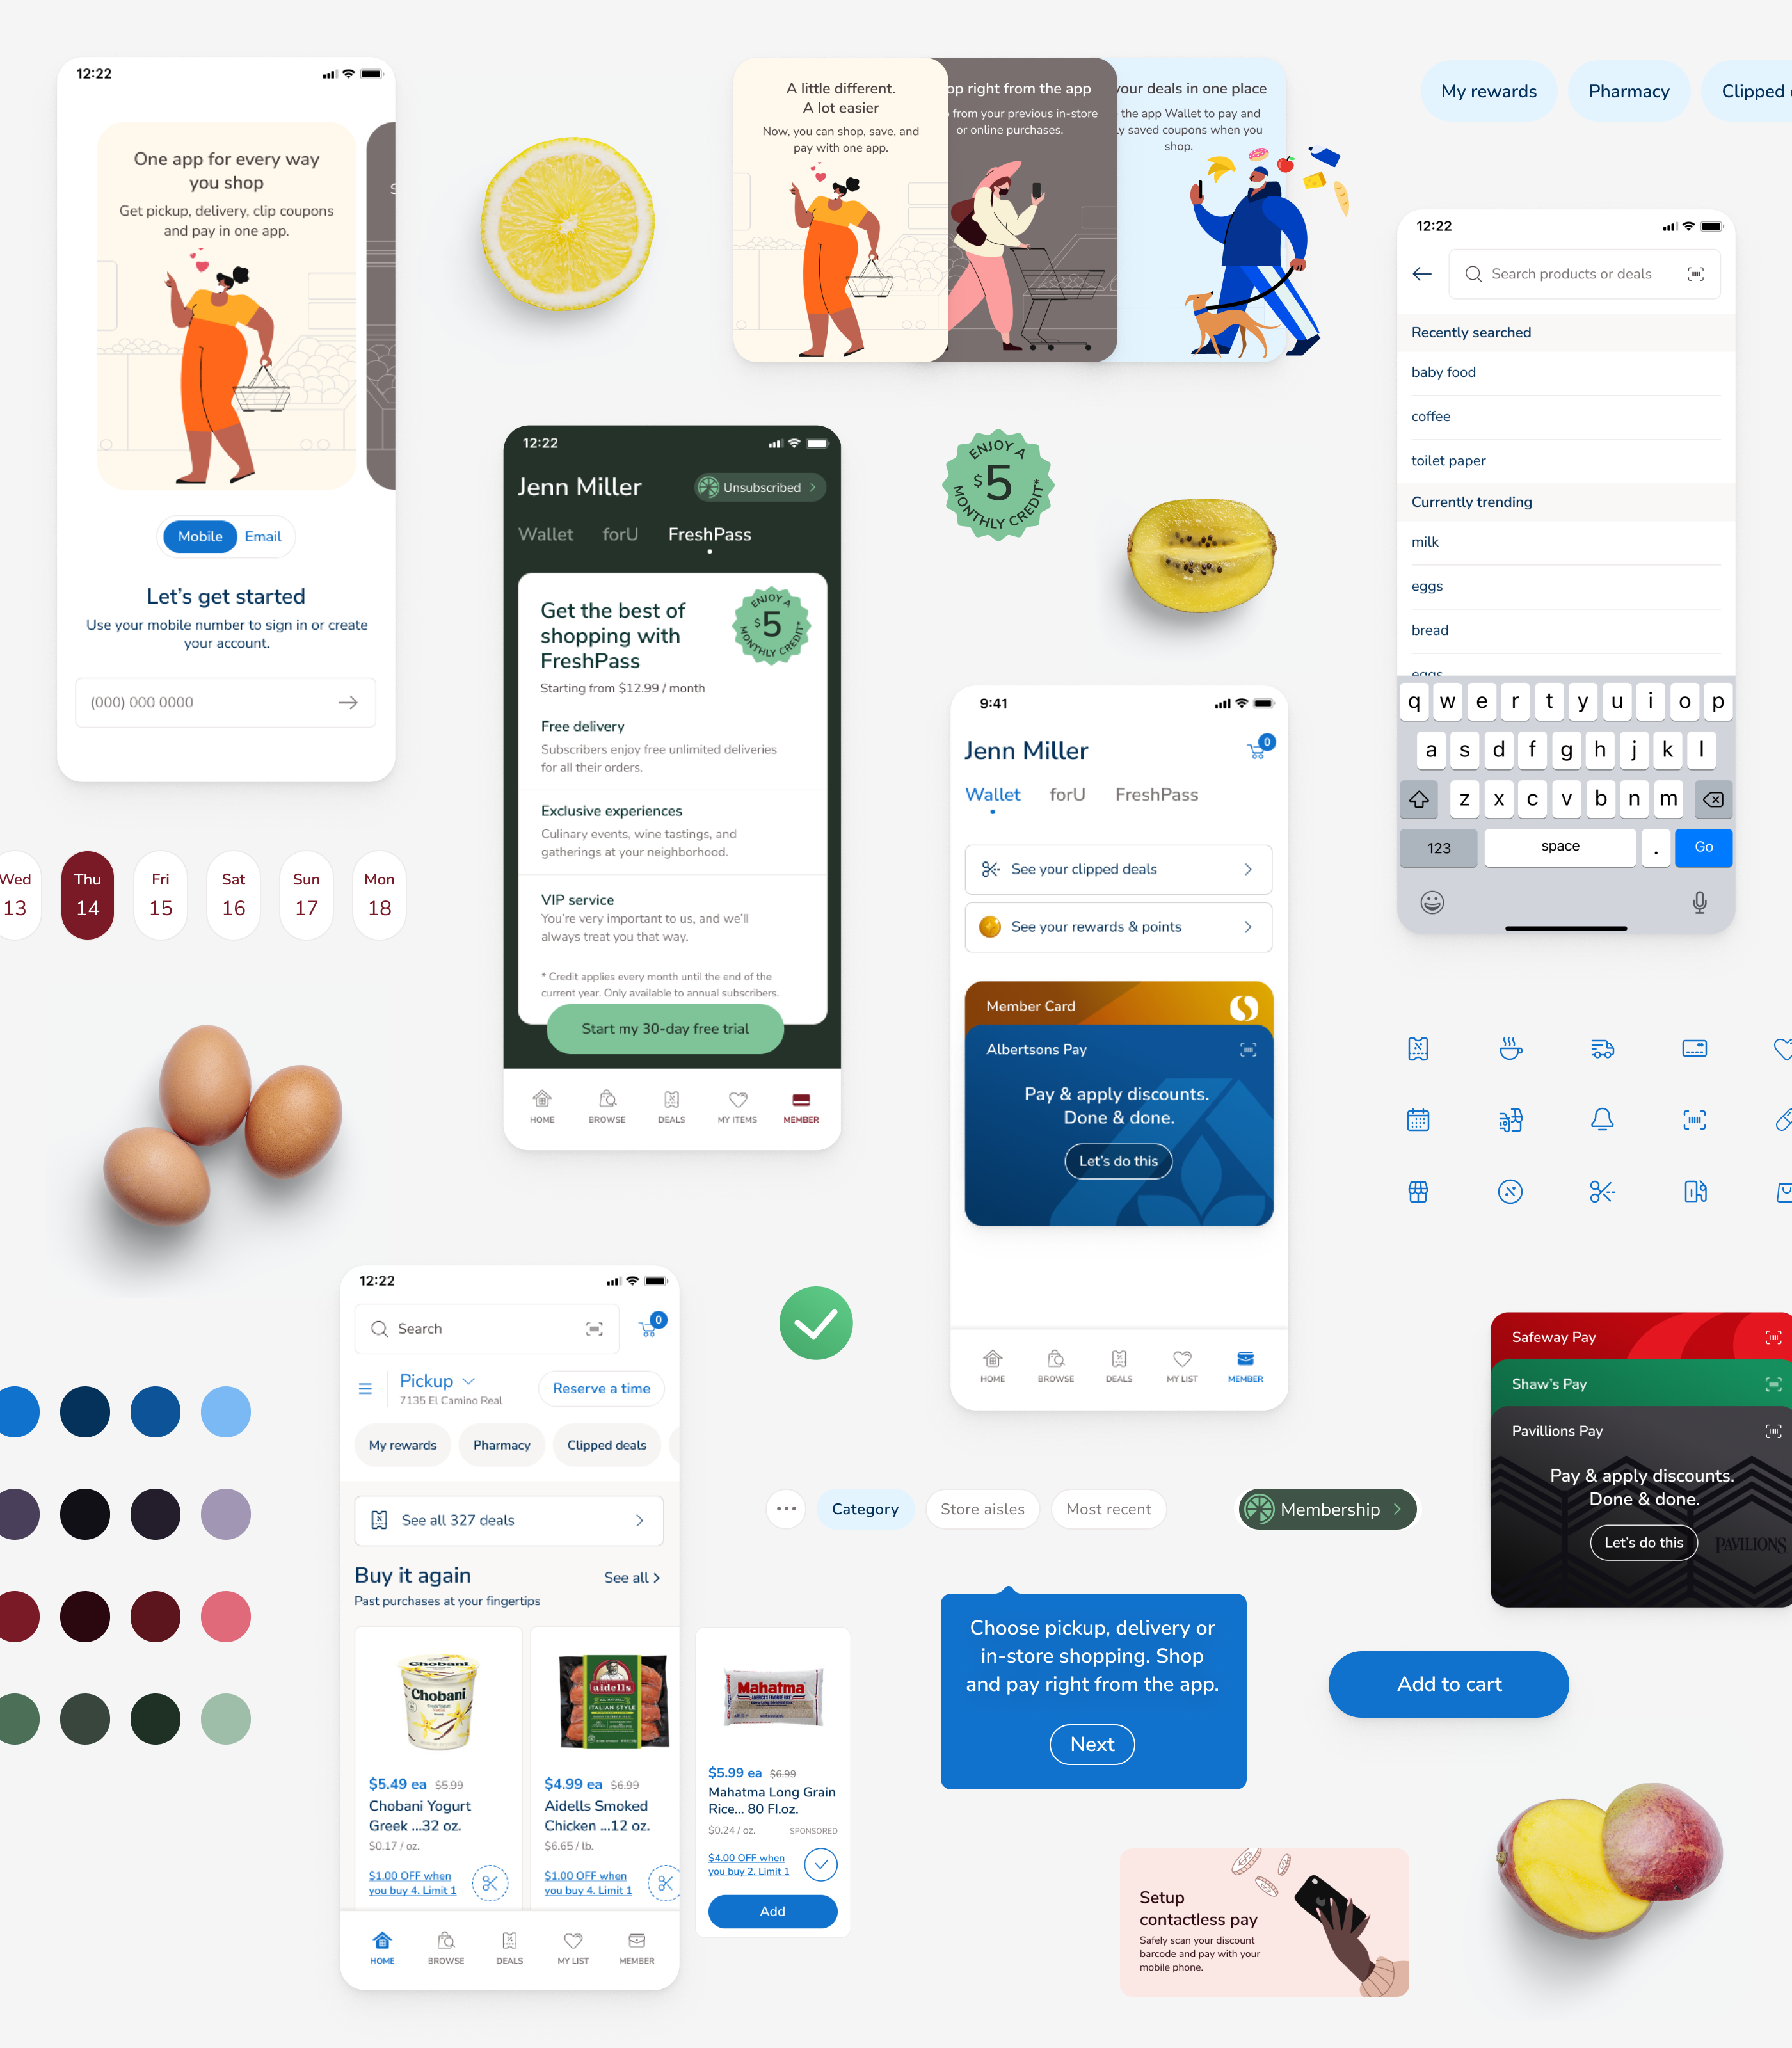 12:22
One app for every way
you shop
Get pickup, delivery, clip coupons
and pay in one app.
S
Mobile
Email
Let's get started
Use your mobile number to sign in or create
your account.
(000) 000 0000
A little different.
A lot easier
Now, you can shop, save, and
pay with one app.
op right from the app
from your previous in-store
or online purchases.
your deals in one place
the app Wallet to pay and
ly saved coupons when you
shop.
My rewards
Pharmacy
Clipped
12:22
Search products or deals
Recently searched
baby food
coffee
toilet paper
Currently trending
milk
eggs
bread
eggs
q w e r t y u i o p
a s d f g h j k l
z x c v b n m
123
space
.
Go
12:22
Jenn Miller
Unsubscribed
Wallet
forU
FreshPass
Get the best of
shopping with
FreshPass
ENJOY A
$5
MONTHLY CREDIT*
Starting from $12.99 / month
Free delivery
Subscribers enjoy free unlimited deliveries
for all their orders.
Exclusive experiences
Culinary events, wine tastings, and
gatherings at your neighborhood.
VIP service
You're very important to us, and we'll
always treat you that way.
* Credit applies every month until the end of the
current year. Only available to annual subscribers.
Start my 30-day free trial
HOME
BROWSE
DEALS
MY ITEMS
MEMBER
ENJOY A
$5
MONTHLY CREDIT*
9:41
Jenn Miller
0
Wallet
forU
FreshPass
See your clipped deals
See your rewards & points
Member Card
Albertsons Pay
Pay & apply discounts.
Done & done.
Let's do this
HOME
BROWSE
DEALS
MY LIST
MEMBER
Wed
13
Thu
14
Fri
15
Sat
16
Sun
17
Mon
18
12:22
Search
0
Pickup
7135 El Camino Real
Reserve a time
My rewards
Pharmacy
Clipped deals
See all 327 deals
Buy it again
See all
Past purchases at your fingertips
Chobani
Chobani
$5.49 ea $5.99
Chobani Yogurt
Greek ...32 oz.
$0.17 / oz.
$1.00 OFF when
you buy 4. Limit 1
aidells
ITALIAN STYLE
$4.99 ea $6.99
Aidells Smoked
Chicken ...12 oz.
$6.65 / lb.
$1.00 OFF when
you buy 4. Limit 1
HOME
BROWSE
DEALS
MY LIST
MEMBER
Mahatma
AMERICA'S FAVORITE RICE
$5.99 ea $6.99
Mahatma Long Grain
Rice... 80 Fl.oz.
$0.24 / oz.
SPONSORED
$4.00 OFF when
you buy 2. Limit 1
Add
Category
Store aisles
Most recent
Membership
Choose pickup, delivery or
in-store shopping. Shop
and pay right from the app.
Next
Safeway Pay
Shaw's Pay
Pavillions Pay
Pay & apply discounts.
Done & done.
Let's do this
PAVILIONS
Add to cart
Setup
contactless pay
Safely scan your discount
barcode and pay with your
mobile phone.